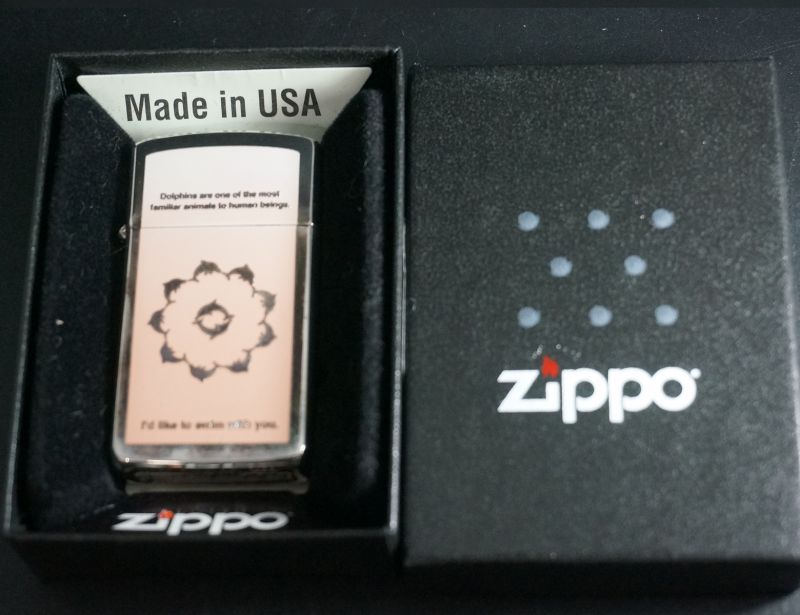 Made in USA
Dolphins are one of the most
familiar animals to human beings.
I'd like to swim with you.
zippo
zippo